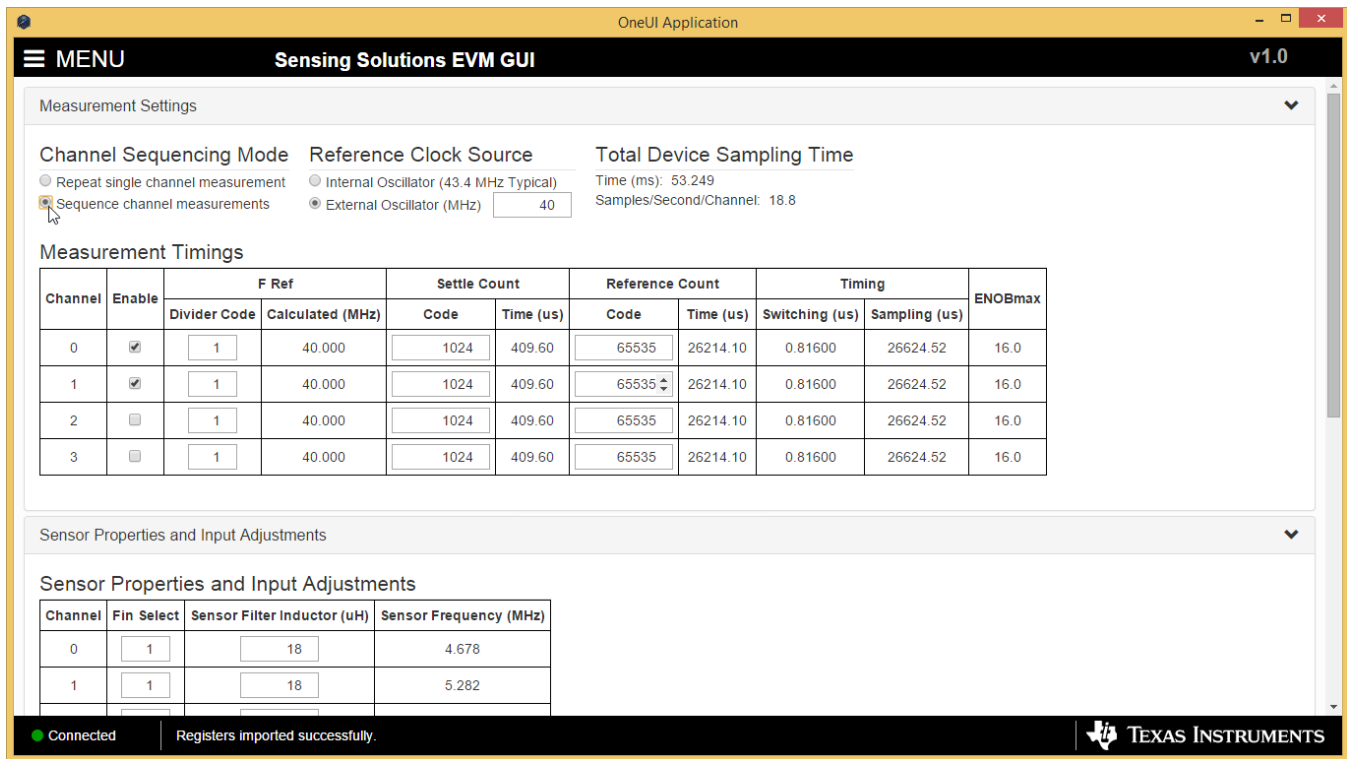 OneUI Application
MENU Sensing Solutions EVM GUI v1.0
Measurement Settings
Channel Sequencing Mode Reference Clock Source Total Device Sampling Time
Repeat single channel measurement Internal Oscillator (43.4 MHz Typical) Time (ms): 53.249
Sequence channel measurements External Oscillator (MHz) 40 Samples/Second/Channel: 18.8
Measurement Timings
Channel Enable F Ref Settle Count Reference Count Timing ENOBmax
Divider Code Calculated (MHz) Code Time (us) Code Time (us) Switching (us) Sampling (us)
0 1 40.000 1024 409.60 65535 26214.10 0.81600 26624.52 16.0
1 1 40.000 1024 409.60 65535 26214.10 0.81600 26624.52 16.0
2 1 40.000 1024 409.60 65535 26214.10 0.81600 26624.52 16.0
3 1 40.000 1024 409.60 65535 26214.10 0.81600 26624.52 16.0
Sensor Properties and Input Adjustments
Sensor Properties and Input Adjustments
Channel Fin Select Sensor Filter Inductor (uH) Sensor Frequency (MHz)
0 1 18 4.678
1 1 18 5.282
Connected Registers imported successfully. TEXAS INSTRUMENTS